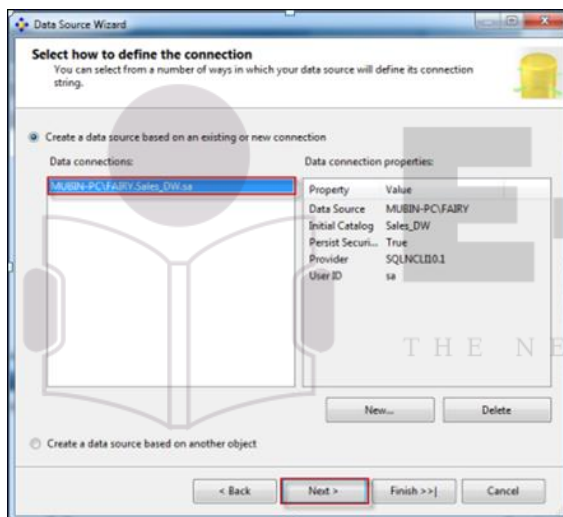 Data Source Wizard
Select how to define the connection
You can select from a number of ways in which your data source will define its connection
string.
Create a data source based on an existing or new connection
Data connections:
Data connection properties:
MUBIN-PC\FAIRY.Sales_DW.sa
Property Value
Data Source MUBIN-PC\FAIRY
Initial Catalog Sales_DW
Persist Securi... True
Provider SQLNCLI10.1
User ID sa
E
THE NE
New... Delete
Create a data source based on another object
< Back Next > Finish >>| Cancel